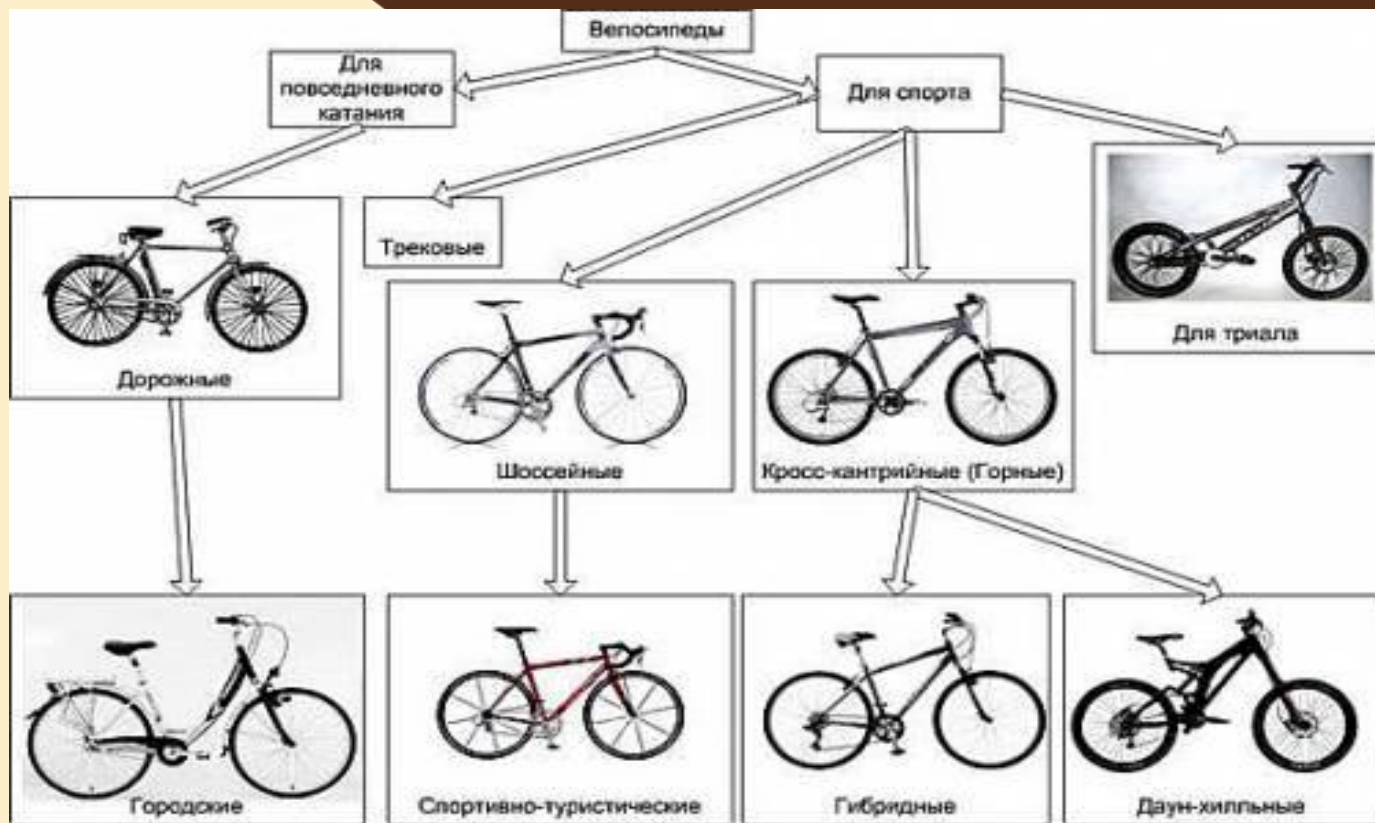 Велосипеды
Для
повседневного
катания
Для спорта
Трековые
Для триала
Дорожные
Шоссейные
Кросс-кантрийные (Горные)
Городские
Спортивно-туристические
Гибридные
Даун-хилльные